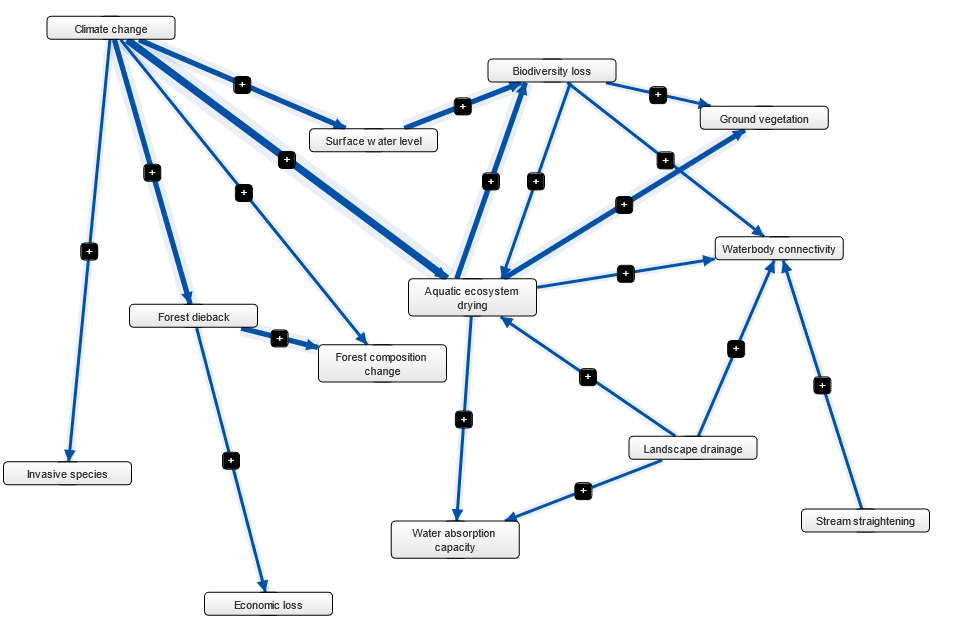 Climate change
Biodiversity loss
+
+
Ground vegetation
+
Surface water level
+
+
+
+
+
+
+
+
Waterbody connectivity
+
+
Aquatic ecosystem
drying
Forest dieback
+
+
Forest composition
change
+
+
+
Landscape drainage
+
Invasive species
+
Stream straightening
Water absorption
capacity
Economic loss